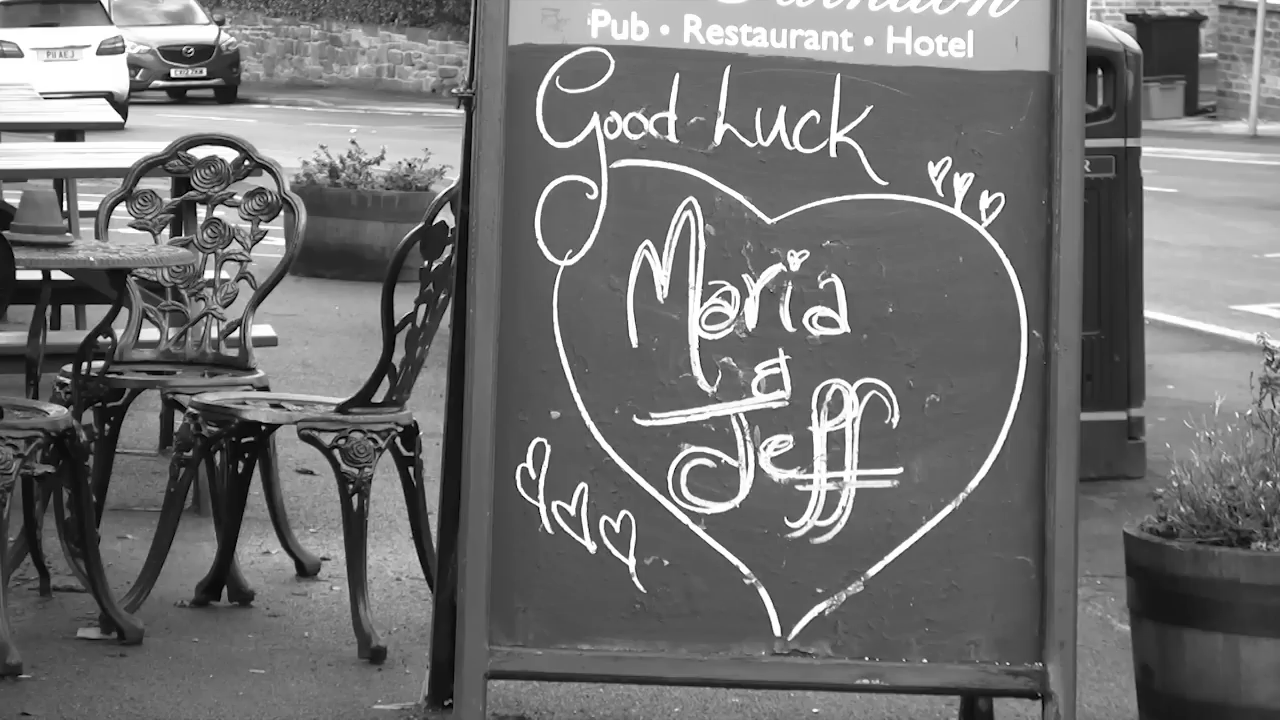 Pub • Restaurant • Hotel
Good Luck
Maria
&
Jeff